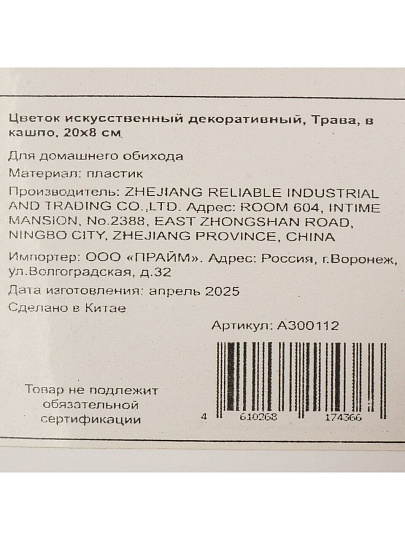 Цветок искусственный декоративный, Трава, в
кашпо, 20х8 см
Для домашнего обихода
Материал: пластик
Производитель: ZHEJIANG RELIABLE INDUSTRIAL
AND TRADING CO.,LTD. Адрес: ROOM 604, INTIME
MANSION, No.2388, EAST ZHONGSHAN ROAD,
NINGBO CITY, ZHEJIANG PROVINCE, CHINA
Импортер: ООО «ПРАЙМ». Адрес: Россия, г.Воронеж,
ул.Волгоградская, д.32
Дата изготовления: апрель 2025
Сделано в Китае
Артикул: А300112
Товар не подлежит
обязательной
сертификации
4 610268 174366